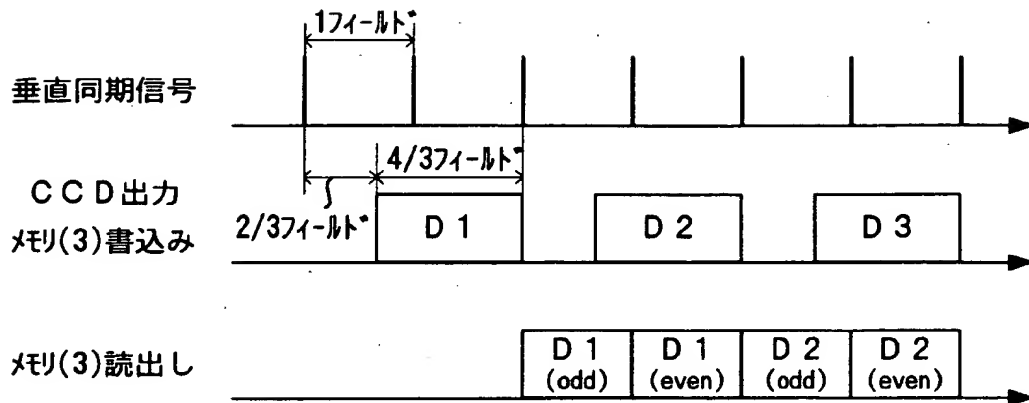 1フィールド
垂直同期信号
4/3フィールド
CCD出力
2/3フィールド
メモリ(3)書込み
D1
D2
D3
メモリ(3)読出し
D1
(odd)
D1
(even)
D2
(odd)
D2
(even)